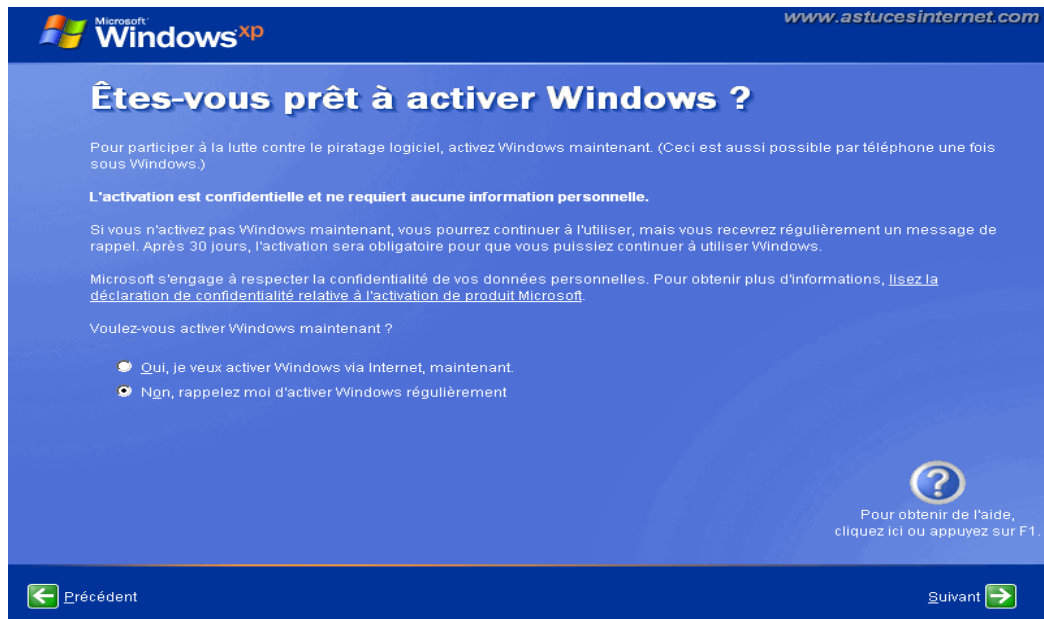 www.astucesinternet.com
Microsoft
Windows xp
Êtes-vous prêt à activer Windows ?
Pour participer à la lutte contre le piratage logiciel, activez Windows maintenant. (Ceci est aussi possible par téléphone une fois
sous Windows.)
L'activation est confidentielle et ne requiert aucune information personnelle.
Si vous n'activez pas Windows maintenant, vous pourrez continuer à l'utiliser, mais vous recevrez régulièrement un message de
rappel. Après 30 jours, l'activation sera obligatoire pour que vous puissiez continuer à utiliser Windows.
Microsoft s'engage à respecter la confidentialité de vos données personnelles. Pour obtenir plus d'informations, lisez la
déclaration de confidentialité relative à l'activation de produit Microsoft.
Voulez-vous activer Windows maintenant ?
Oui, je veux activer Windows via Internet, maintenant.
Non, rappelez moi d'activer Windows régulièrement
Pour obtenir de l'aide,
cliquez ici ou appuyez sur F1.
Précédent
Suivant